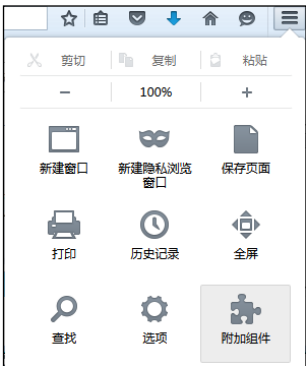 剪切 复制 粘贴
− 100% +
新建窗口 新建隐私浏览 保存页面
窗口
打印 历史记录 全屏
查找 选项 附加组件